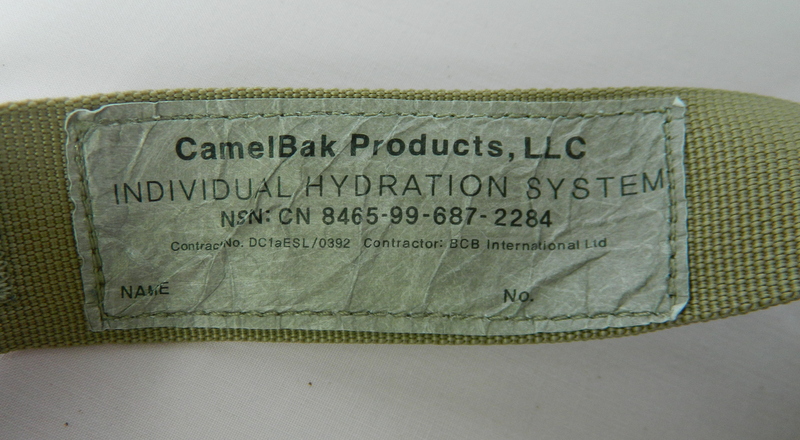 CamelBak Products, LLC
INDIVIDUAL HYDRATION SYSTEM
NSN: CN 8465-99-687-2284
Contrac No. DC1aESL/0392 Contractor: BCB International Ltd
NAME No.